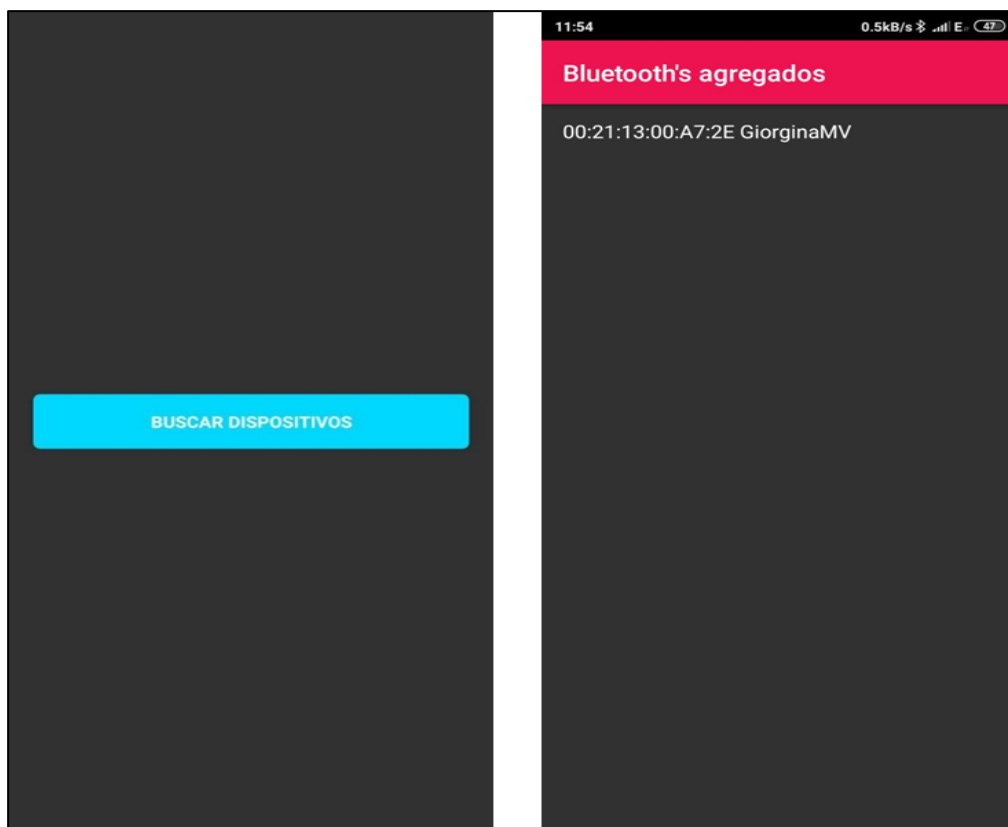 BUSCAR DISPOSITIVOS
11:54
0.5kB/s
E
47
Bluetooth's agregados
00:21:13:00:A7:2E GiorginaMV